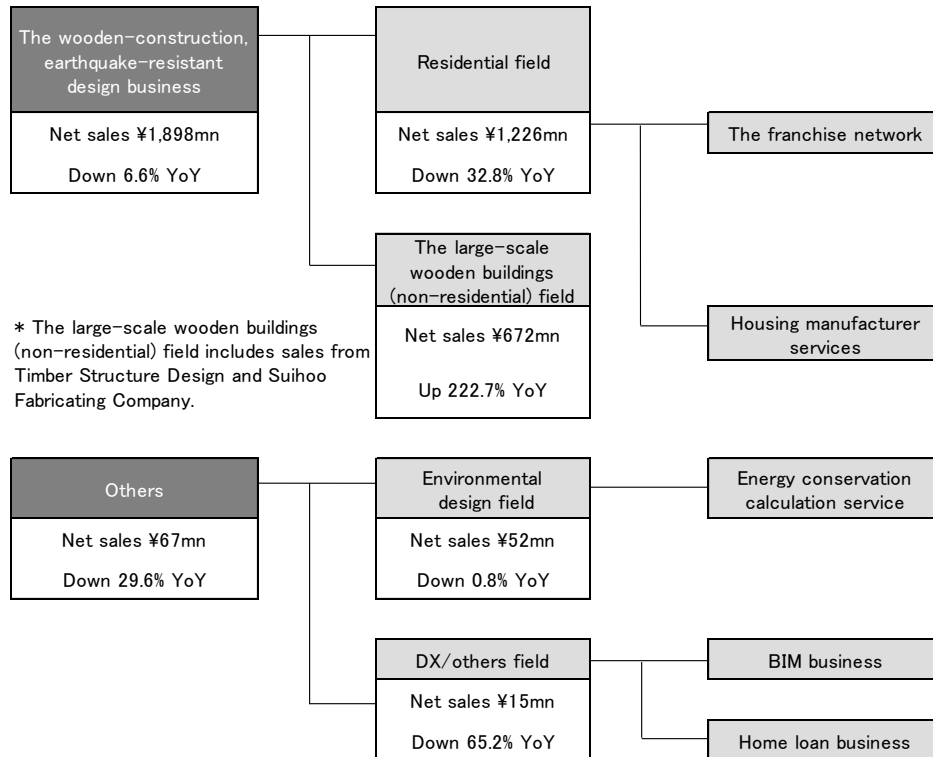 The wooden-construction,
earthquake-resistant
design business
Net sales ¥1,898mn
Down 6.6% YoY
Residential field
Net sales ¥1,226mn
Down 32.8% YoY
The franchise network
Housing manufacturer
services
The large-scale
wooden buildings
(non-residential) field
Net sales ¥672mn
Up 222.7% YoY
* The large-scale wooden buildings
(non-residential) field includes sales from
Timber Structure Design and Suihoo
Fabricating Company.
Others
Net sales ¥67mn
Down 29.6% YoY
Environmental
design field
Net sales ¥52mn
Down 0.8% YoY
Energy conservation
calculation service
DX/others field
Net sales ¥15mn
Down 65.2% YoY
BIM business
Home loan business